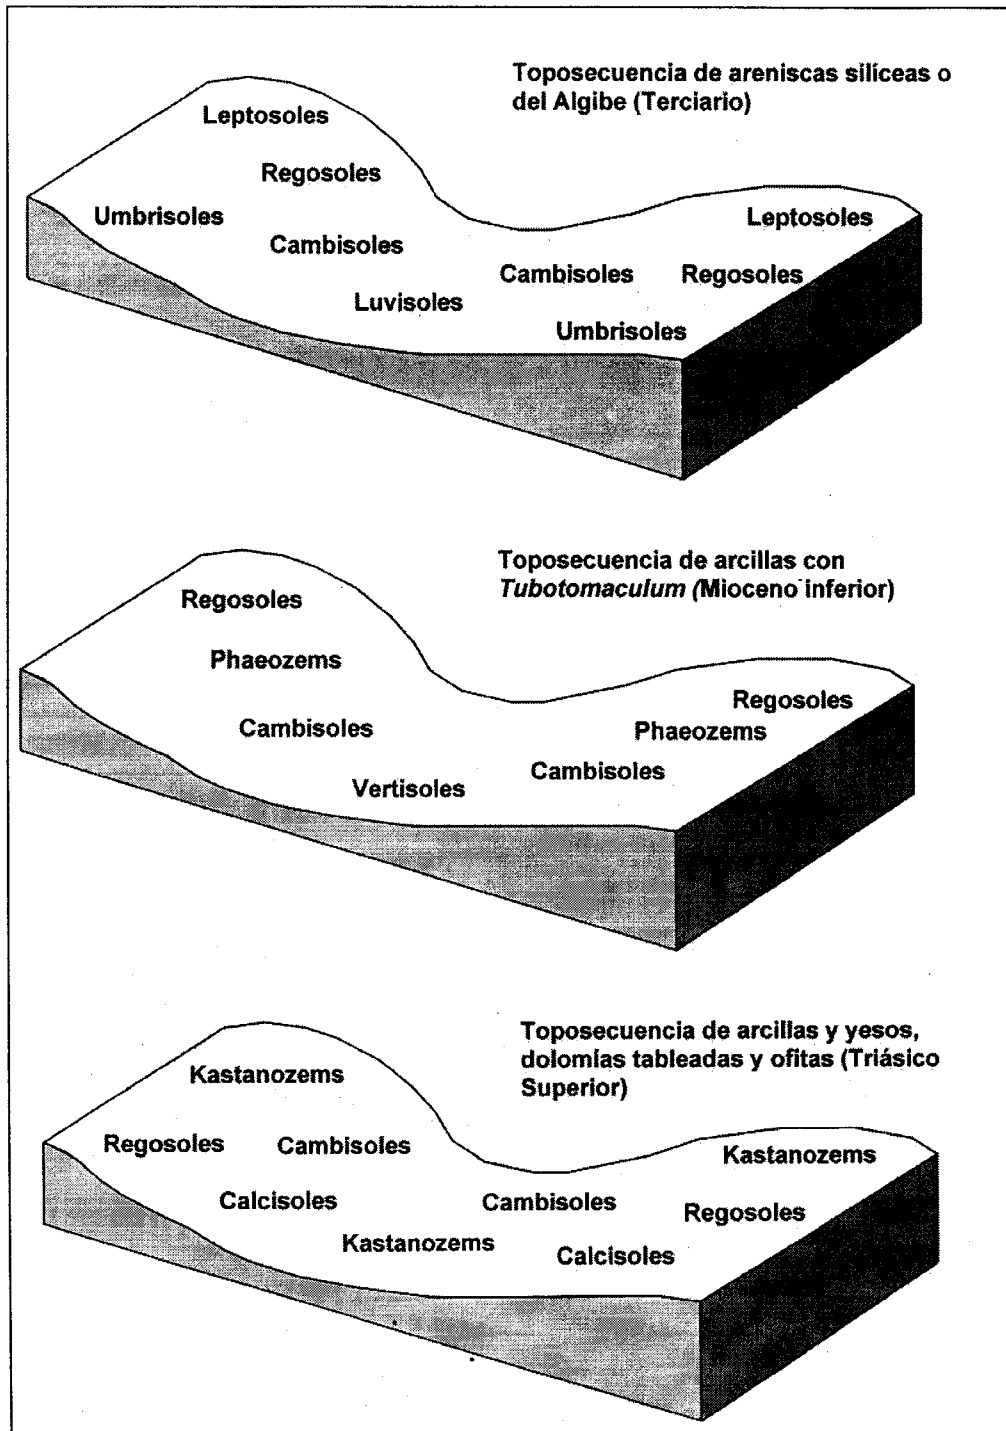 Toposecuencia de areniscas silíceas o
del Algibe (Terciario)
Leptosoles
Regosoles
Umbrisoles
Leptosoles
Cambisoles
Cambisoles
Regosoles
Luvisoles
Umbrisoles
Toposecuencia de arcillas con
Tubotomaculum (Mioceno inferior)
Regosoles
Phaeozems
Regosoles
Cambisoles
Phaeozems
Cambisoles
Vertisoles
Toposecuencia de arcillas y yesos,
dolomías tableadas y ofitas (Triásico
Superior)
Kastanozems
Regosoles
Cambisoles
Kastanozems
Calcisoles
Cambisoles
Regosoles
Kastanozems
Calcisoles